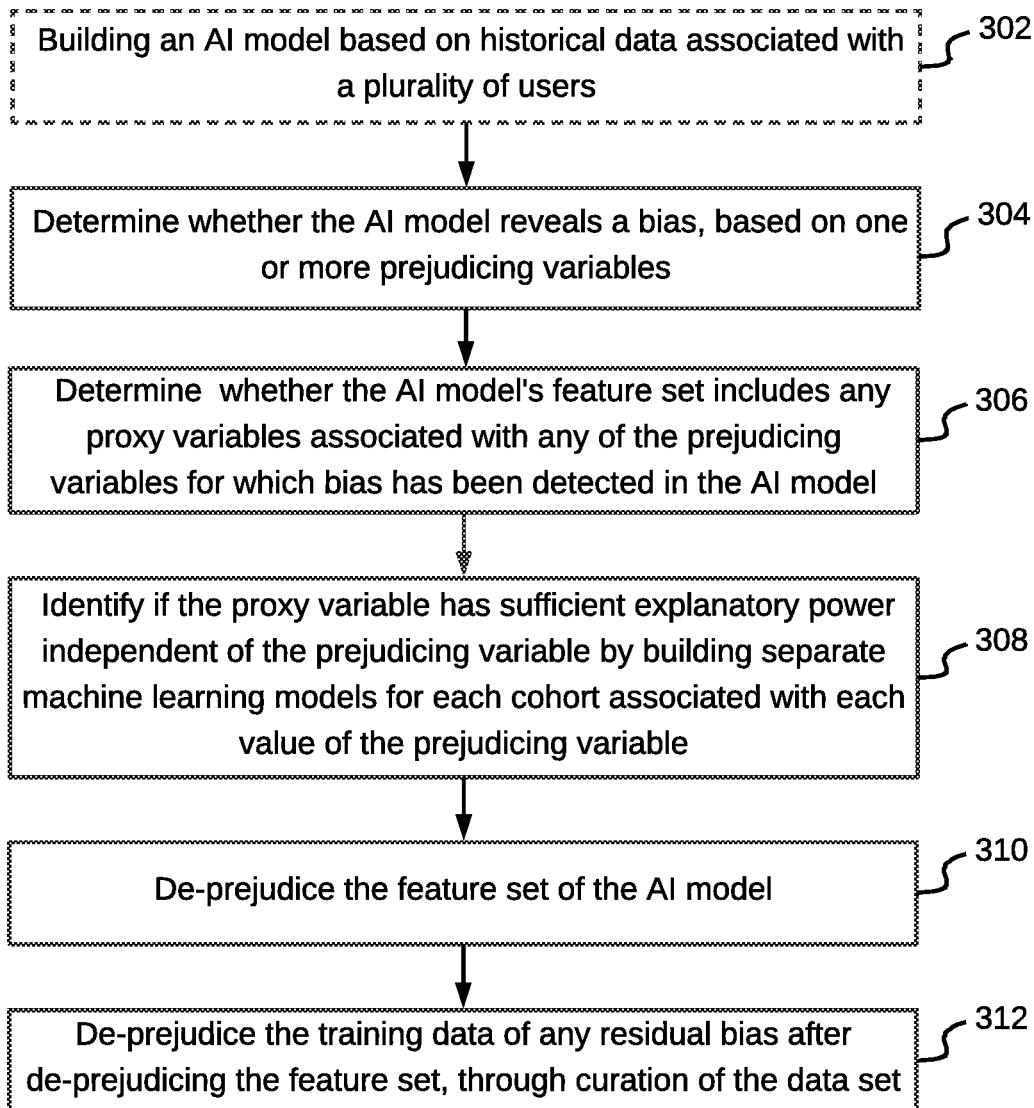 Building an AI model based on historical data associated with
a plurality of users
302
Determine whether the AI model reveals a bias, based on one
or more prejudicing variables
304
Determine  whether the AI model's feature set includes any
proxy variables associated with any of the prejudicing
variables for which bias has been detected in the AI model
306
Identify if the proxy variable has sufficient explanatory power
independent of the prejudicing variable by building separate
machine learning models for each cohort associated with each
value of the prejudicing variable
308
De-prejudice the feature set of the AI model
310
De-prejudice the training data of any residual bias after
de-prejudicing the feature set, through curation of the data set
312